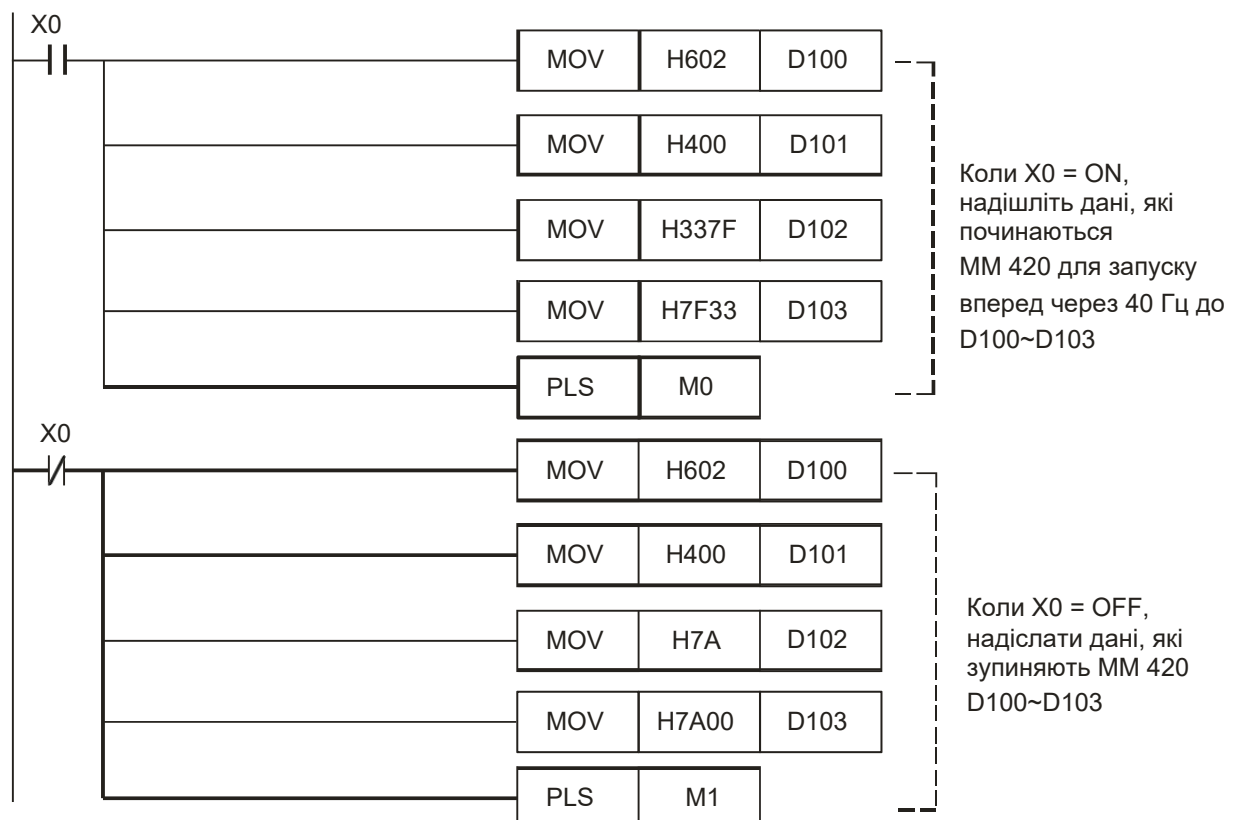 X0
MOV H602 D100
MOV H400 D101
MOV H337F D102
MOV H7F33 D103
PLS M0
Коли X0 = ON,
надішліть дані, які
починаються
MM 420 для запуску
вперед через 40 Гц до
D100~D103
X0
MOV H602 D100
MOV H400 D101
MOV H7A D102
MOV H7A00 D103
PLS M1
Коли X0 = OFF,
надіслати дані, які
зупиняють MM 420
D100~D103